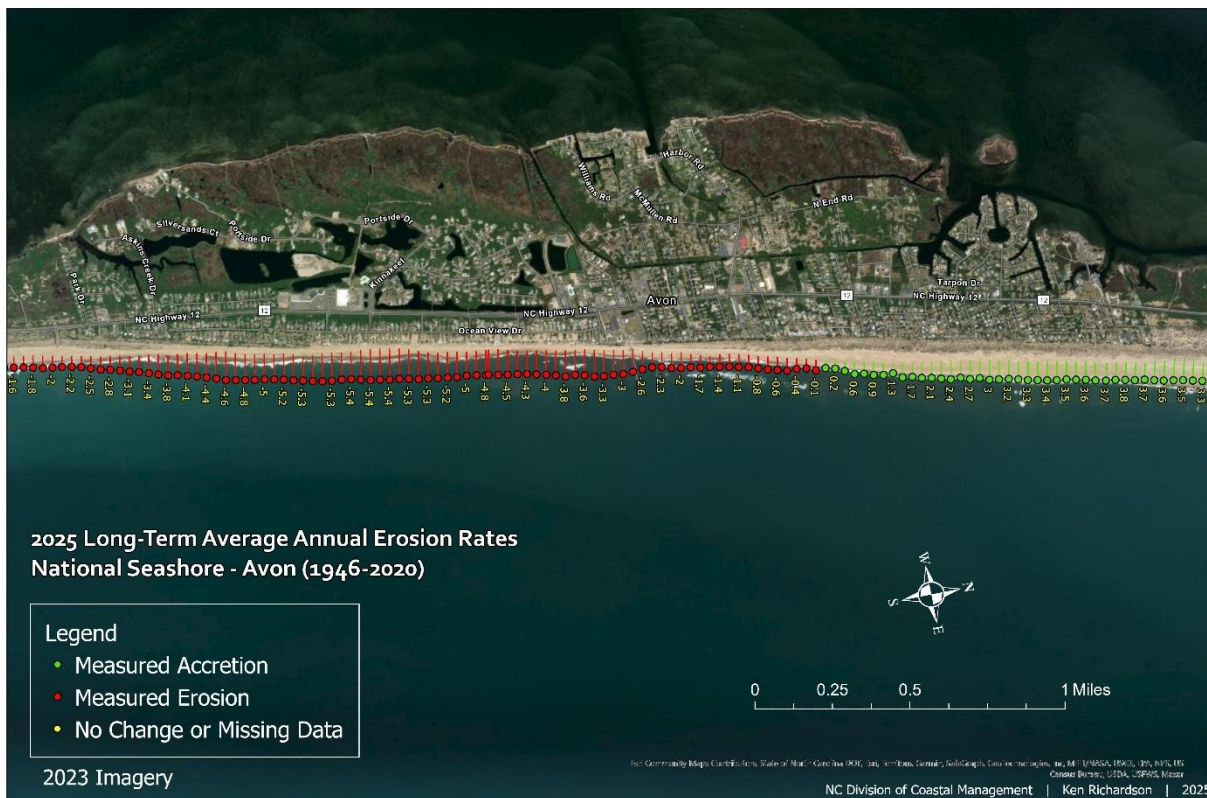 Harbor Rd
Williams Rd
McMullen Rd
N End Rd
Portside Dr
Silversands Ct
Portside Dr
Askins Creek Dr
Kinnakeet
Park Dr
Tarpon Dr
Avon
12
NC Highway 12
12
12
NC Highway 12
NC Highway 12
Ocean View Dr
-1.6
-1.8
-2
-2.2
-2.5
-2.8
-3.1
-3.4
-3.8
-4.1
-4.4
-4.6
-4.8
-5
-5.2
-5.3
-5.3
-5.4
-5.4
-5.4
-5.3
-5.3
-5.2
-5
-4.8
-4.5
-4.3
-4
-3.8
-3.6
-3.3
-3
-2.6
-2.3
-2
-1.7
-1.4
-1.1
-0.8
-0.6
-0.4
-0.1
0.2
0.6
0.9
1.3
1.7
2.1
2.4
2.7
3
3.2
3.3
3.4
3.5
3.6
3.7
3.8
3.7
3.6
3.5
3.3
2025 Long-Term Average Annual Erosion Rates
National Seashore - Avon (1946-2020)
Legend
Measured Accretion
Measured Erosion
No Change or Missing Data
2023 Imagery
W
N
S
E
0 0.25 0.5 1 Miles
Census Bureau, USDA, USFWS, Maxar
NC Division of Coastal Management | Ken Richardson | 2025